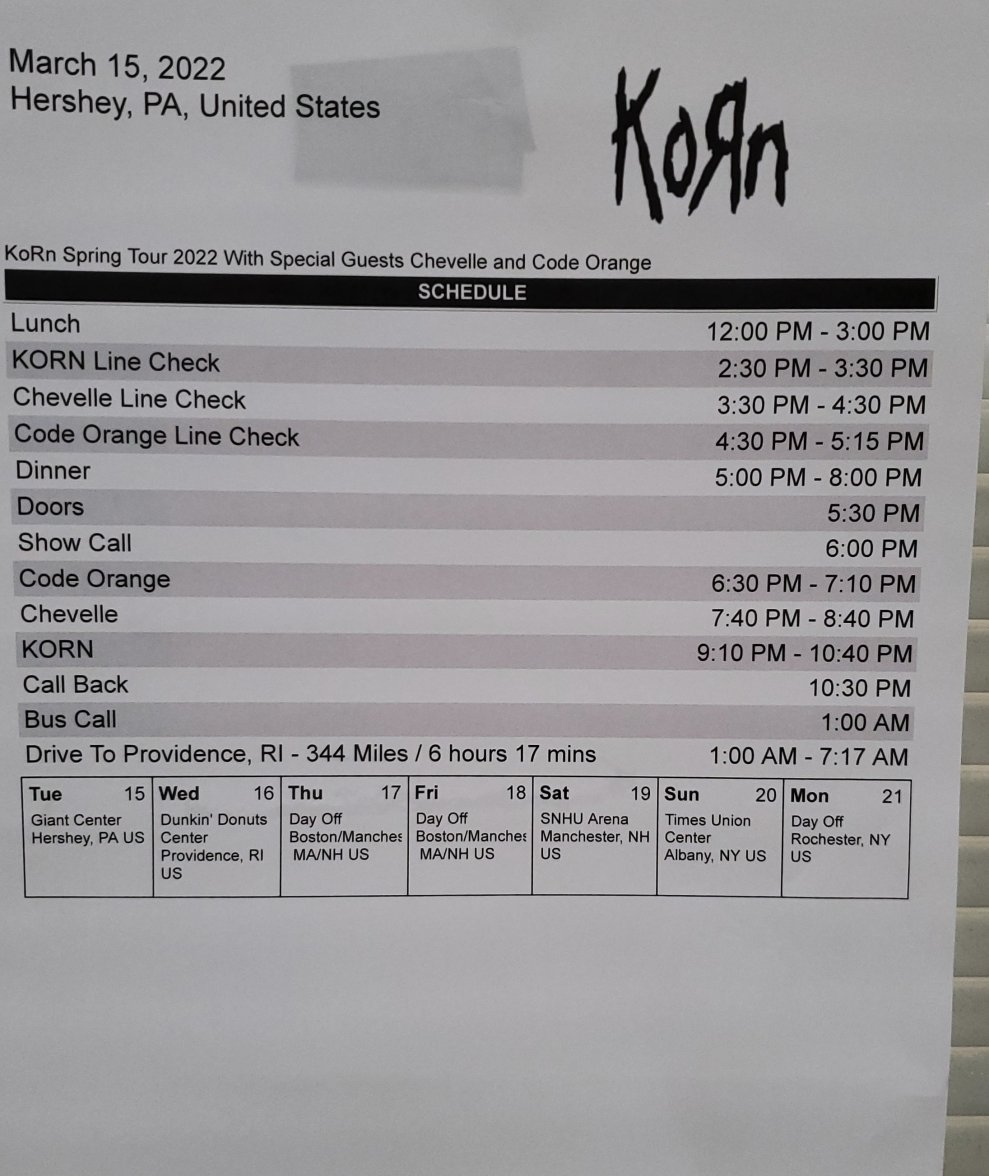 March 15, 2022
Hershey, PA, United States
KoRn
KoRn Spring Tour 2022 With Special Guests Chevelle and Code Orange
SCHEDULE
Lunch 12:00 PM - 3:00 PM
KORN Line Check 2:30 PM - 3:30 PM
Chevelle Line Check 3:30 PM - 4:30 PM
Code Orange Line Check 4:30 PM - 5:15 PM
Dinner 5:00 PM - 8:00 PM
Doors 5:30 PM
Show Call 6:00 PM
Code Orange 6:30 PM - 7:10 PM
Chevelle 7:40 PM - 8:40 PM
KORN 9:10 PM - 10:40 PM
Call Back 10:30 PM
Bus Call 1:00 AM
Drive To Providence, RI - 344 Miles / 6 hours 17 mins 1:00 AM - 7:17 AM
Tue 15
Giant Center
Hershey, PA US
Wed 16
Dunkin' Donuts
Center
Providence, RI
US
Thu 17
Day Off
Boston/Manches
MA/NH US
Fri 18
Day Off
Boston/Manches
MA/NH US
Sat 19
SNHU Arena
Manchester, NH
US
Sun 20
Times Union
Center
Albany, NY US
Mon 21
Day Off
Rochester, NY
US